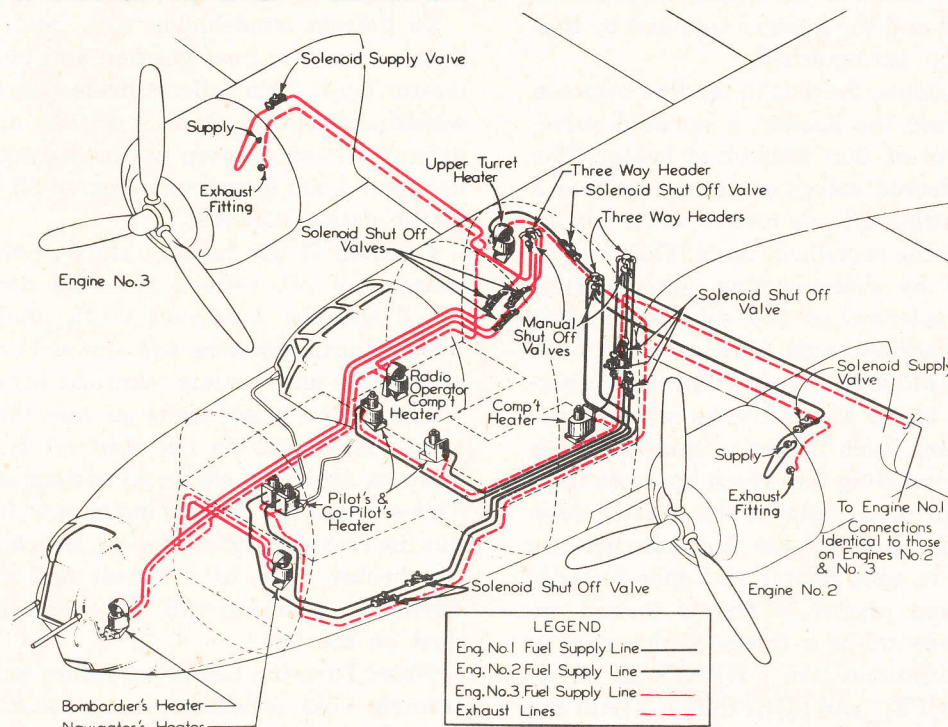 Solenoid Supply Valve
Supply
Exhaust
Fitting
Engine No.3
Upper Turret
Heater
Three Way Header
Solenoid Shut Off Valve
Three Way Headers
Solenoid Shut Off
Valves
Manual
Shut Off
Valves
Solenoid Shut Off
Valve
Radio
Operator
Comp't
Heater
Comp't
Heater
Solenoid Supply
Valve
Supply
Exhaust
Fitting
To Engine No.1
Connections
Identical to those
on Engines No.2
& No. 3
Engine No.2
Pilot's &
Co-Pilot's
Heater
Solenoid Shut Off Valve
Bombardier's Heater
Navigator's Heater
LEGEND
Eng. No.1 Fuel Supply Line
Eng. No.2 Fuel Supply Line
Eng. No.3 Fuel Supply Line
Exhaust Lines